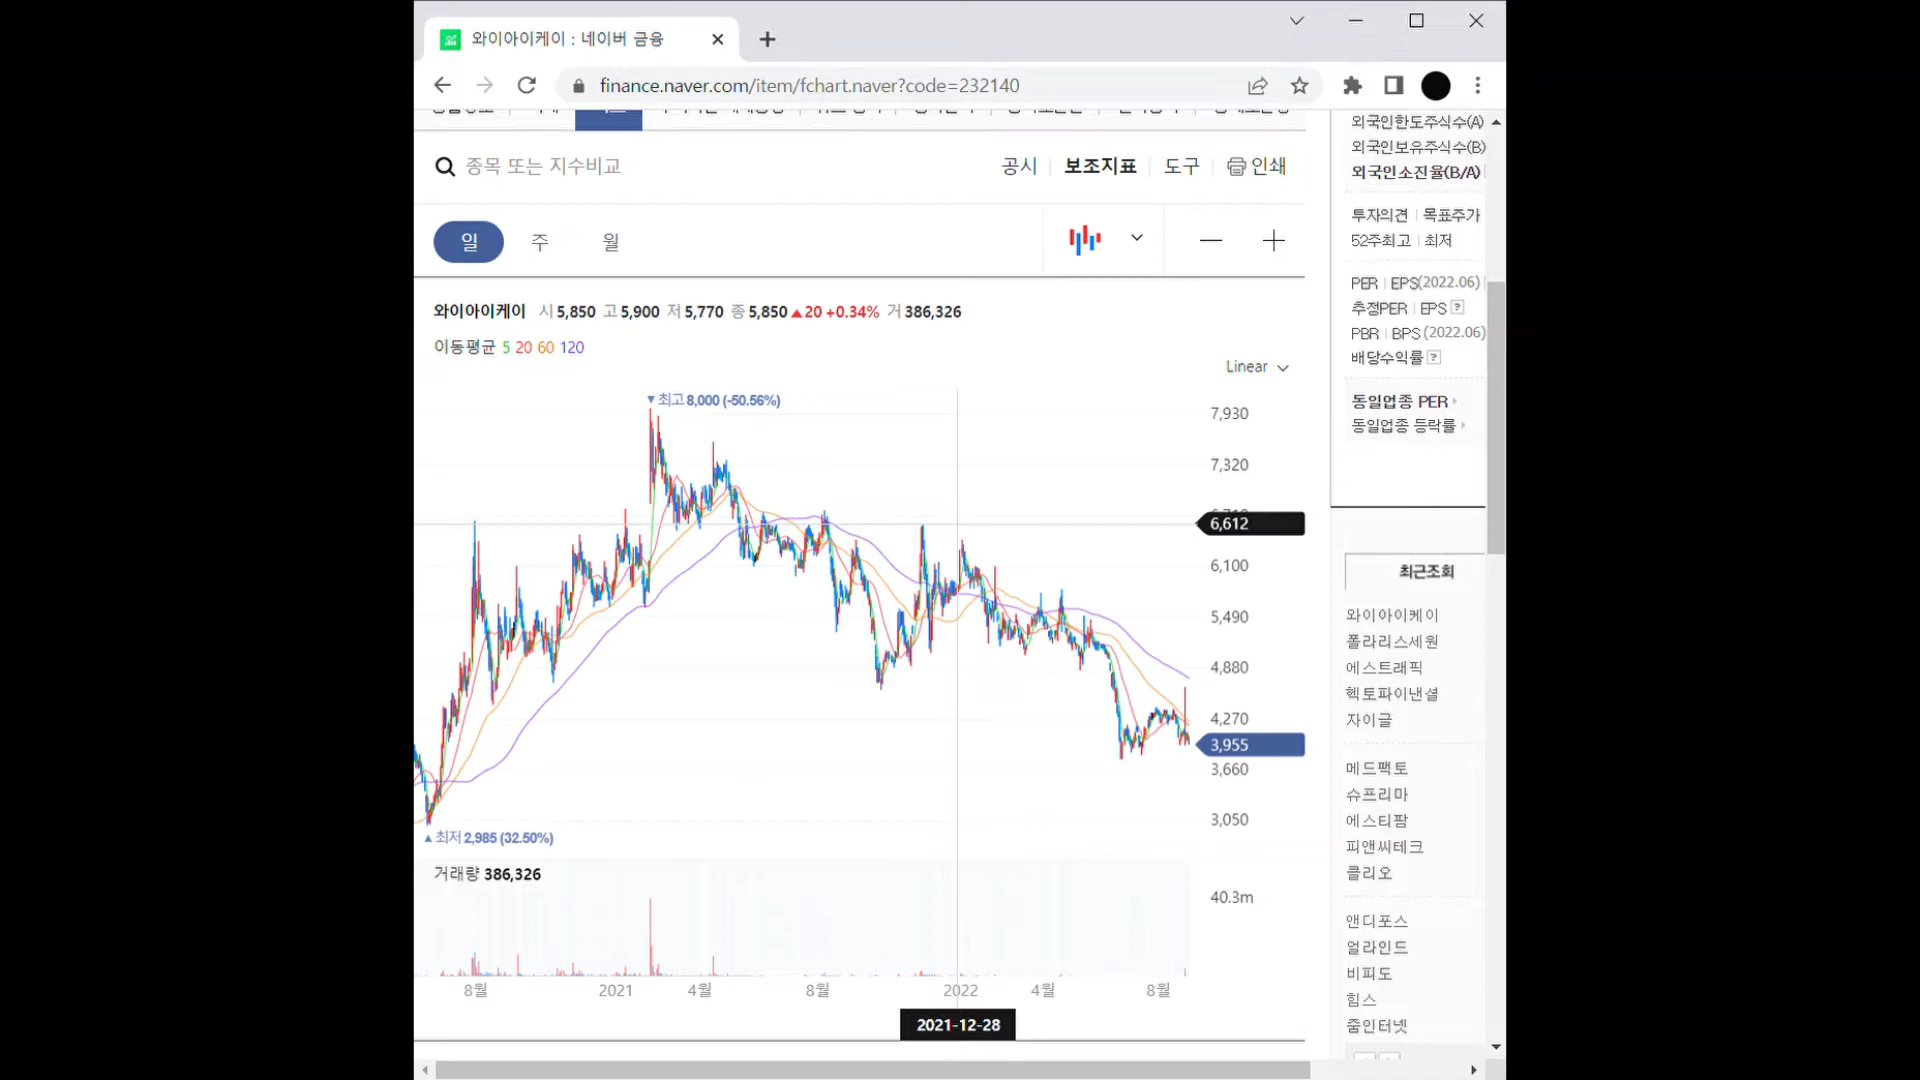 와이아이케이 : 네이버 금융
finance.naver.com/item/fchart.naver?code=232140
종목 또는 지수비교
공시 보조지표 도구 인쇄
일 주 월
와이아이케이 시 5,850 고 5,900 저 5,770 종 5,850 ▲20 +0.34% 거 386,326
이동평균 5 20 60 120
Linear
▼최고 8,000 (-50.56%)
7,930
7,320
6,612
6,100
5,490
4,880
4,270
3,955
3,660
3,050
▲최저 2,985 (32.50%)
거래량 386,326
40.3m
8월 2021 4월 8월 2022 4월 8월
2021-12-28
외국인한도주식수(A)
외국인보유주식수(B)
외국인소진율(B/A)
투자의견 | 목표주가
52주최고 | 최저
PER | EPS(2022.06)
추정PER | EPS ?
PBR | BPS (2022.06)
배당수익률 ?
동일업종 PER
동일업종 등락률
최근조회
와이아이케이
폴라리스세원
에스트래픽
헥토파이낸셜
자이글
메드팩토
슈프리마
에스티팜
피앤씨테크
클리오
앤디포스
얼라인드
비피도
힘스
줌인터넷